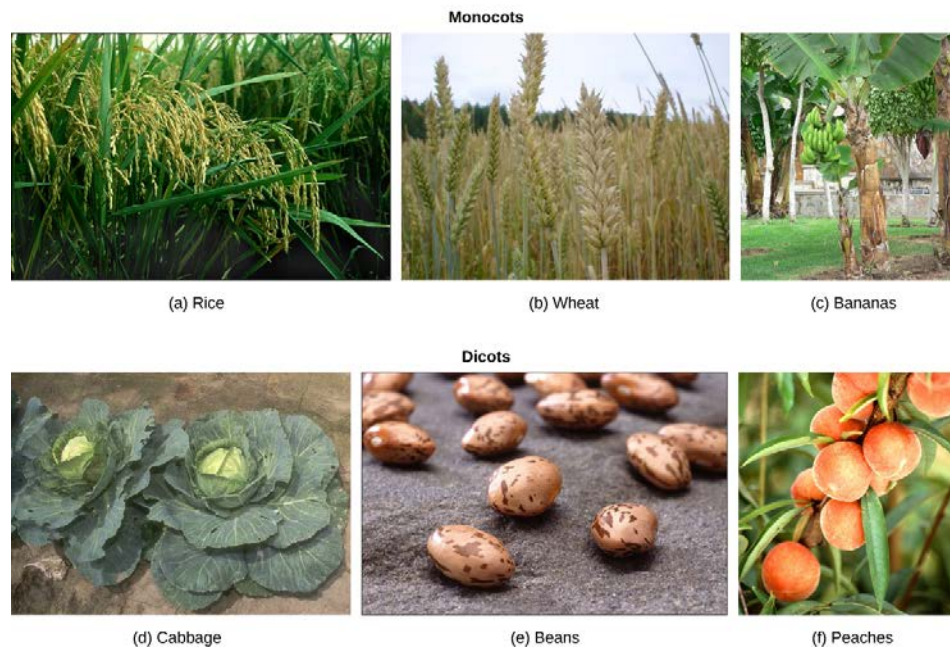 Monocots
(a) Rice
(b) Wheat
(c) Bananas
Dicots
(d) Cabbage
(e) Beans
(f) Peaches